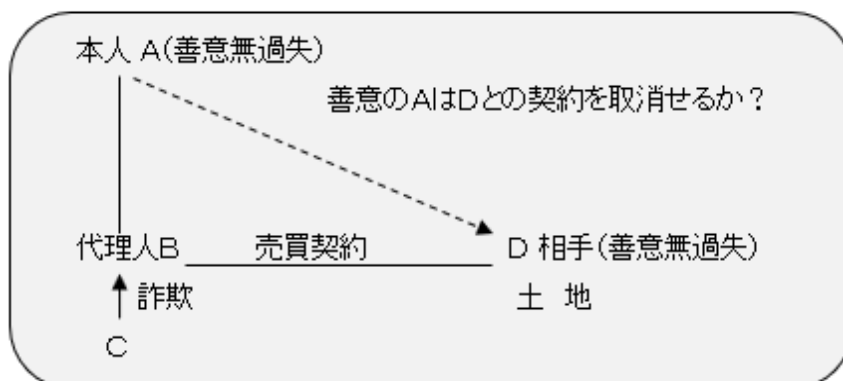 本人 A(善意無過失)
善意のAはDとの契約を取消せるか？
代理人B 売買契約 D 相手(善意無過失)
詐欺 土 地
C